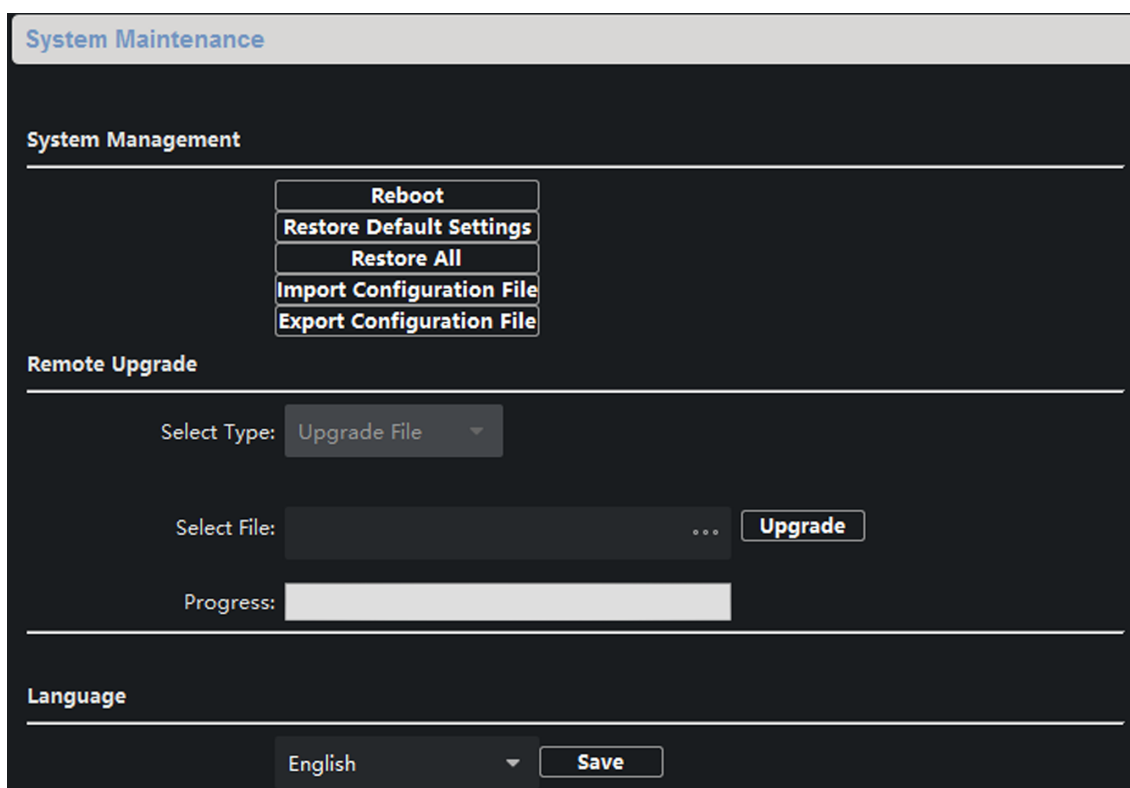 System Maintenance
System Management
Reboot
Restore Default Settings
Restore All
Import Configuration File
Export Configuration File
Remote Upgrade
Select Type: Upgrade File
Select File: ... Upgrade
Progress:
Language
English Save